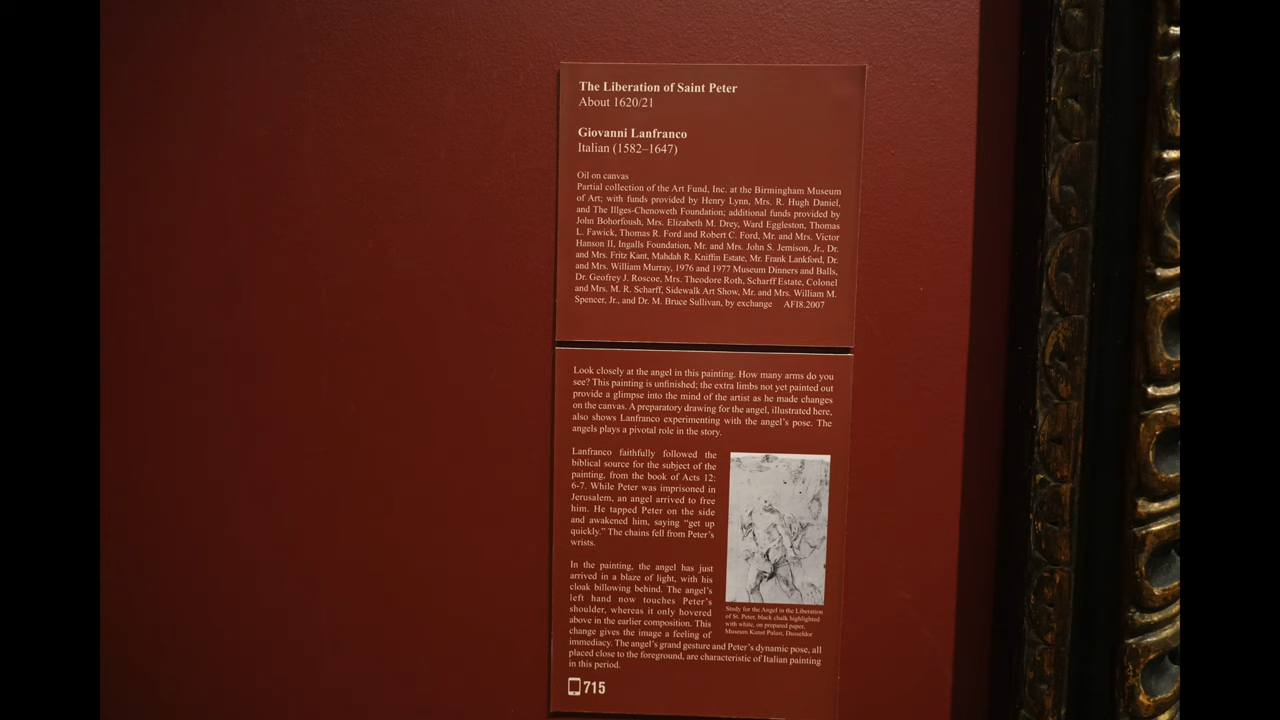 The Liberation of Saint Peter
About 1620/21
Giovanni Lanfranco
Italian (1582–1647)
Oil on canvas
Partial collection of the Art Fund, Inc. at the Birmingham Museum
of Art; with funds provided by Henry Lynn, Mrs. R. Hugh Daniel,
and The Illges-Chenoweth Foundation; additional funds provided by
John Bohorfoush, Mrs. Elizabeth M. Drey, Ward Eggleston, Thomas
L. Fawick, Thomas R. Ford and Robert C. Ford, Mr. and Mrs. Victor
Hanson II, Ingalls Foundation, Mr. and Mrs. John S. Jemison, Jr., Dr.
and Mrs. Fritz Kant, Mahdah R. Kniffin Estate, Mr. Frank Lankford, Dr.
and Mrs. William Murray, 1976 and 1977 Museum Dinners and Balls,
Dr. Geofrej J. Roscoe, Mrs. Theodore Roth, Scharff Estate, Colonel
and Mrs. M. R. Scharff, Sidewalk Art Show, Mr. and Mrs. William M.
Spencer, Jr., and Dr. M. Bruce Sullivan, by exchange AFI8.2007
Look closely at the angel in this painting. How many arms do you
see? This painting is unfinished; the extra limbs not yet painted out
provide a glimpse into the mind of the artist as he made changes
on the canvas. A preparatory drawing for the angel, illustrated here,
also shows Lanfranco experimenting with the angel's pose. The
angels plays a pivotal role in the story.
Lanfranco faithfully followed the
biblical source for the subject of the
painting, from the book of Acts 12:
6-7. While Peter was imprisoned in
Jerusalem, an angel arrived to free
him. He tapped Peter on the side
and awakened him, saying “get up
quickly.” The chains fell from Peter's
wrists.
In the painting, the angel has just
arrived in a blaze of light, with his
cloak billowing behind. The angel's
left hand now touches Peter's
shoulder, whereas it only hovered
above in the earlier composition. This
change gives the image a feeling of
immediacy. The angel's grand gesture and Peter's dynamic pose, all
placed close to the foreground, are characteristic of Italian painting
in this period.
Study for the Angel in the Liberation
of St. Peter, black chalk highlighted
with white, on prepared paper,
Museum Kunst Palast, Dusseldor
715